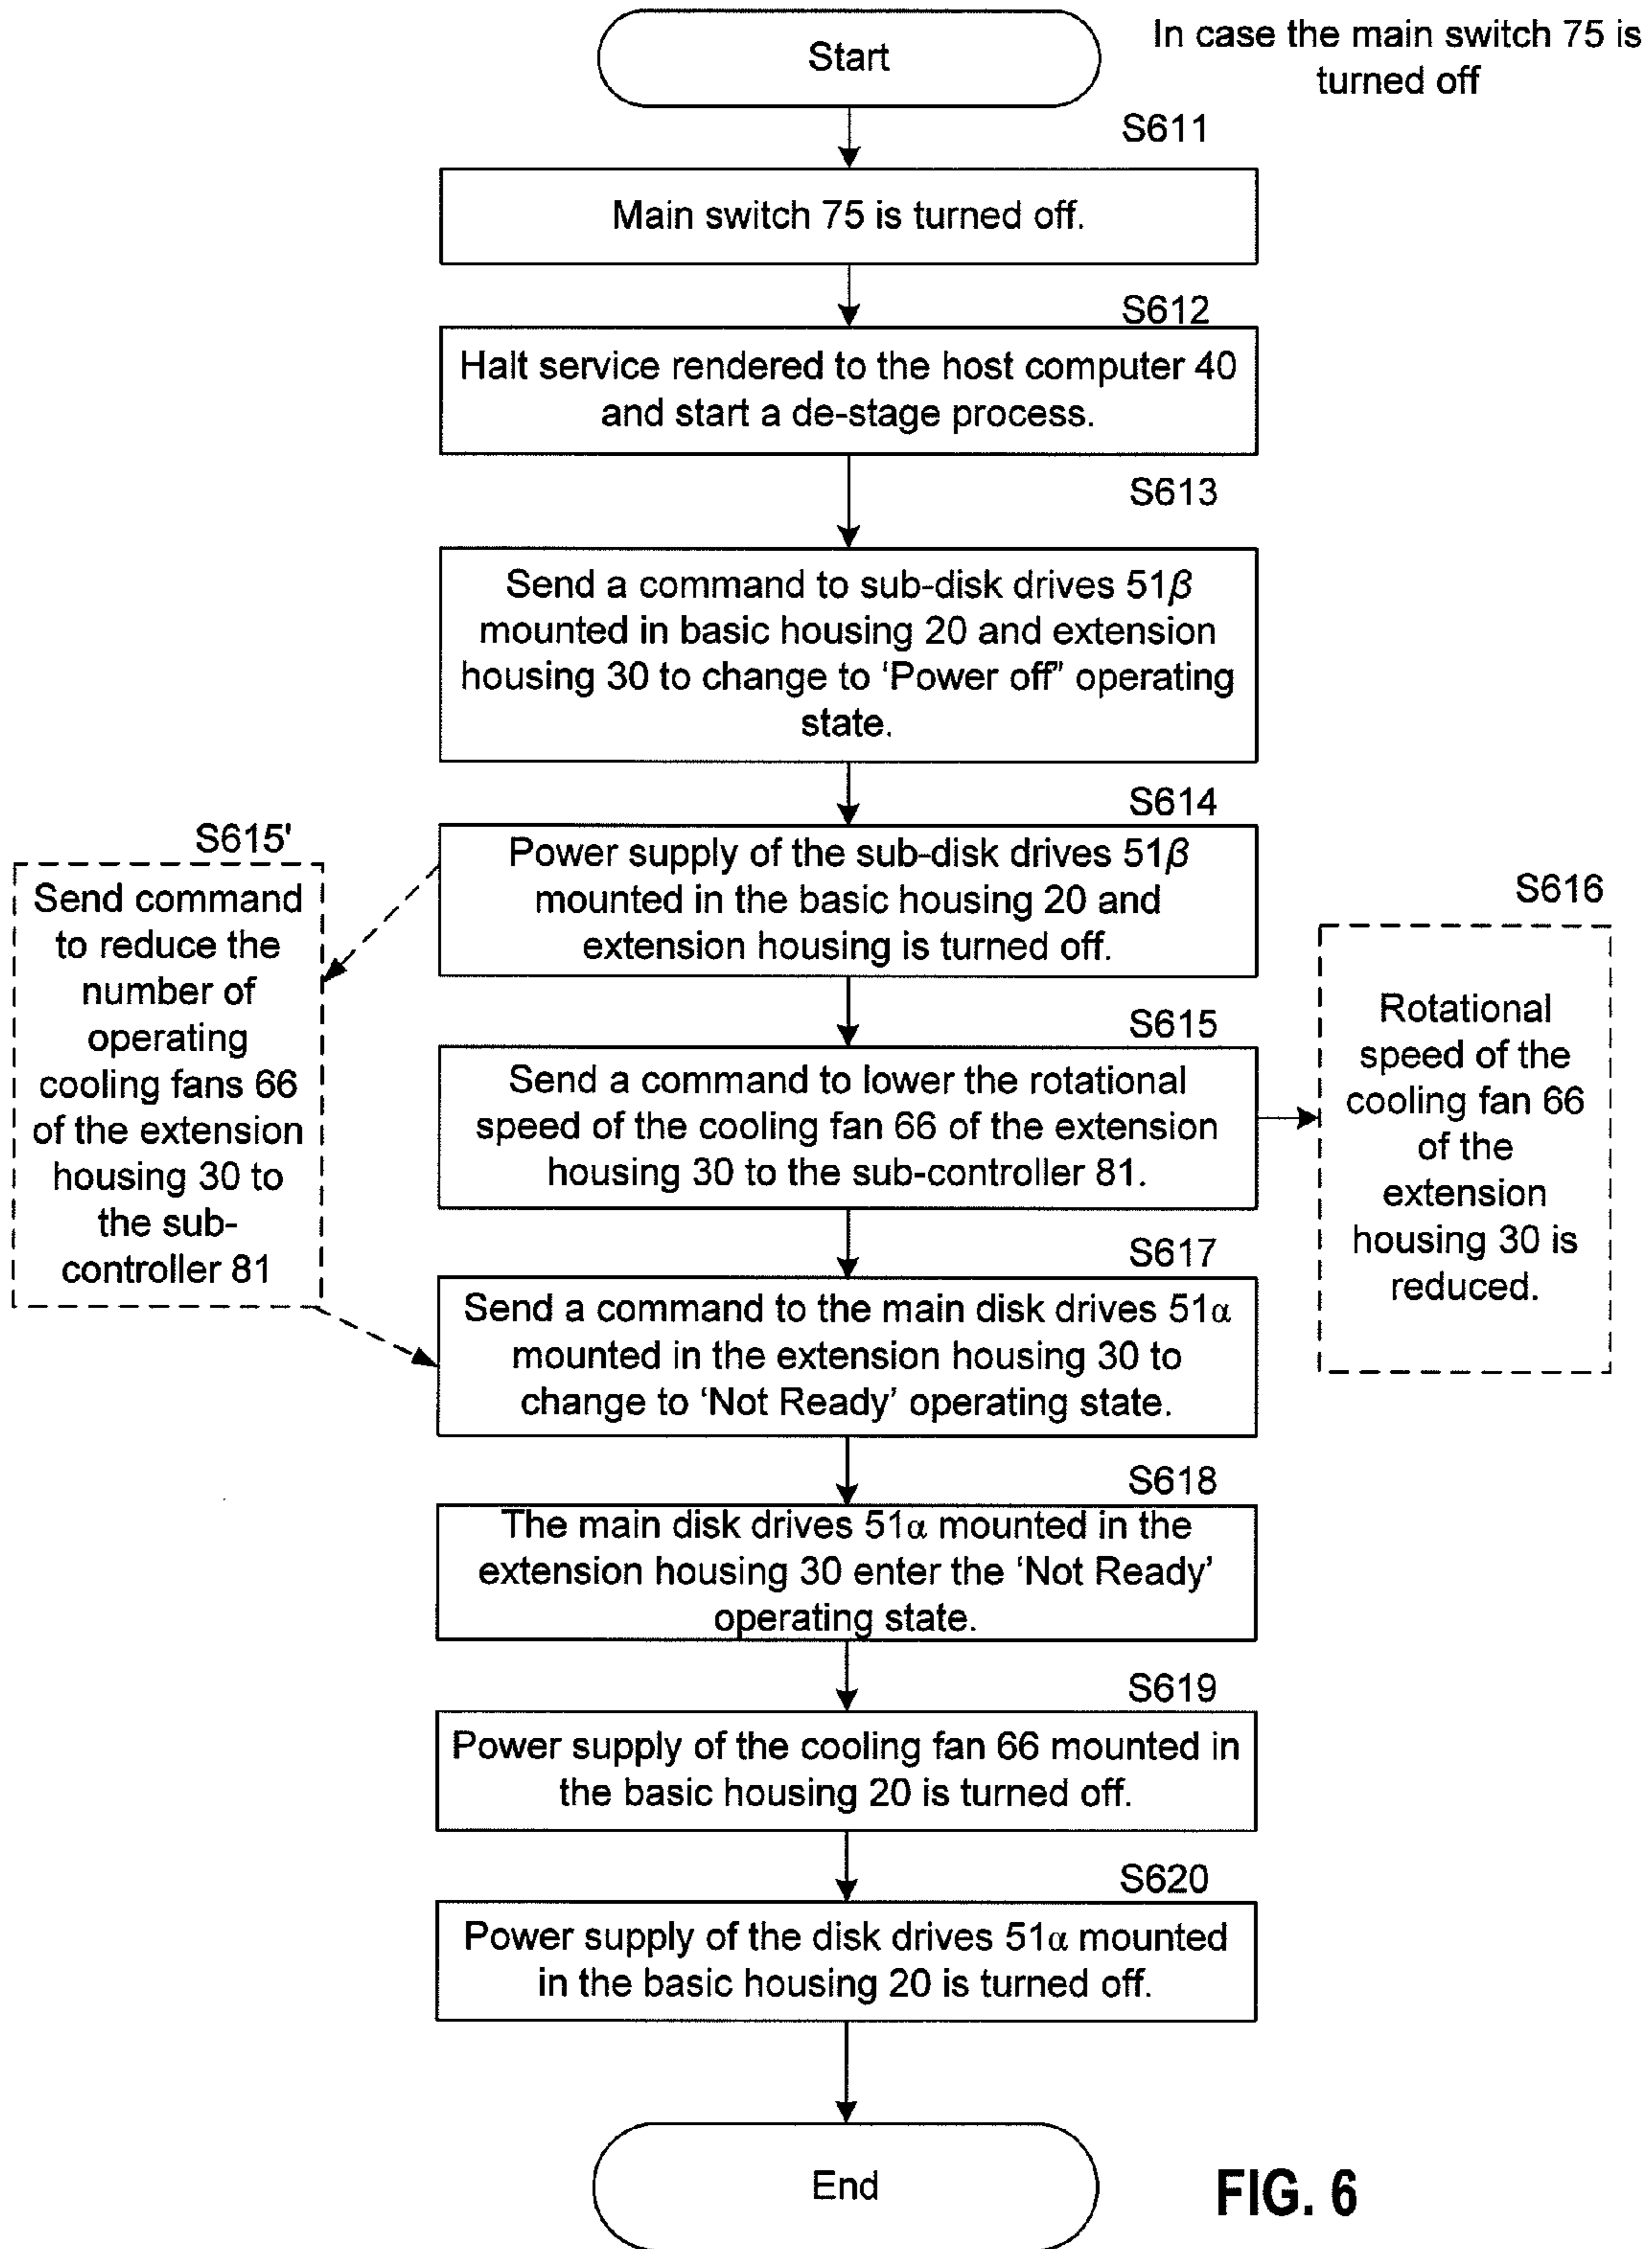 Start
In case the main switch 75 is
turned off
S611
Main switch 75 is turned off.
S612
Halt service rendered to the host computer 40
and start a de-stage process.
S613
Send a command to sub-disk drives 51β
mounted in basic housing 20 and extension
housing 30 to change to ‘Power off” operating
state.
S614
Power supply of the sub-disk drives 51β
mounted in the basic housing 20 and
extension housing is turned off.
S615'
Send command
to reduce the
number of
operating
cooling fans 66
of the extension
housing 30 to
the sub-
controller 81
S615
Send a command to lower the rotational
speed of the cooling fan 66 of the extension
housing 30 to the sub-controller 81.
S616
Rotational
speed of the
cooling fan 66
of the
extension
housing 30 is
reduced.
S617
Send a command to the main disk drives 51α
mounted in the extension housing 30 to
change to ‘Not Ready’ operating state.
S618
The main disk drives 51α mounted in the
extension housing 30 enter the ‘Not Ready’
operating state.
S619
Power supply of the cooling fan 66 mounted in
the basic housing 20 is turned off.
S620
Power supply of the disk drives 51α mounted
in the basic housing 20 is turned off.
End
FIG. 6